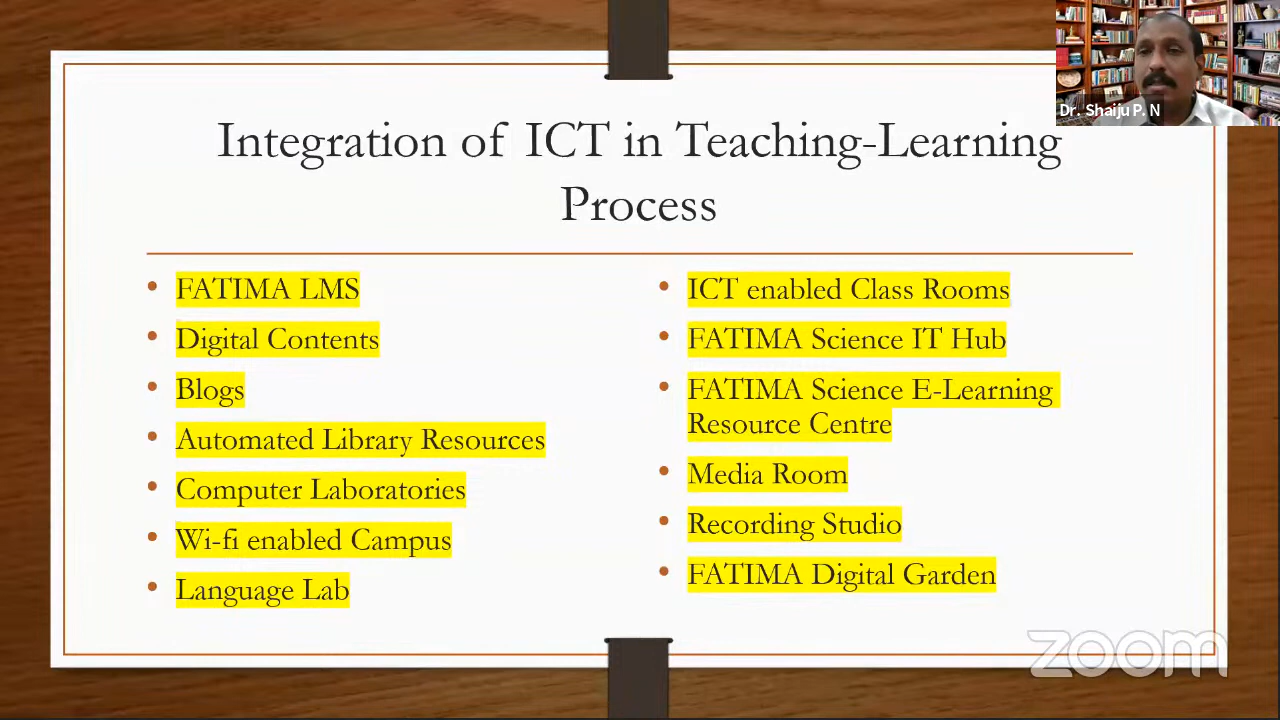 Dr. Shaiju P. N
Integration of ICT in Teaching-Learning
Process
• FATIMA LMS
• Digital Contents
• Blogs
• Automated Library Resources
• Computer Laboratories
• Wi-fi enabled Campus
• Language Lab
• ICT enabled Class Rooms
• FATIMA Science IT Hub
• FATIMA Science E-Learning
Resource Centre
• Media Room
• Recording Studio
• FATIMA Digital Garden
zoom